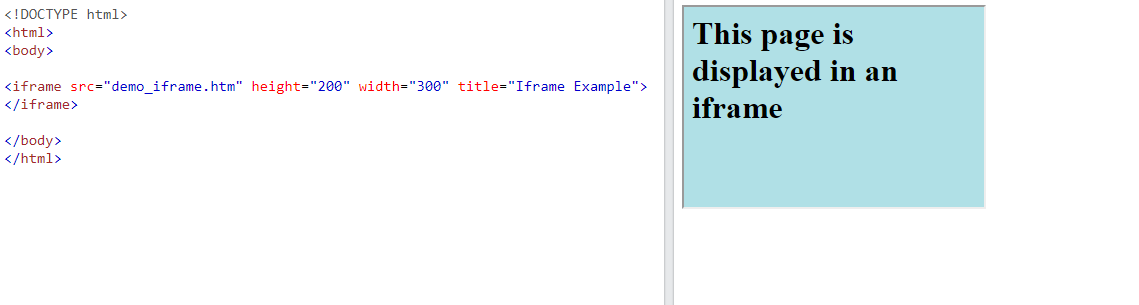 <!DOCTYPE html>
<html>
<body>
<iframe src="demo_iframe.htm" height="200" width="300" title="Iframe Example">
</iframe>
</body>
</html>
This page is
displayed in an
iframe